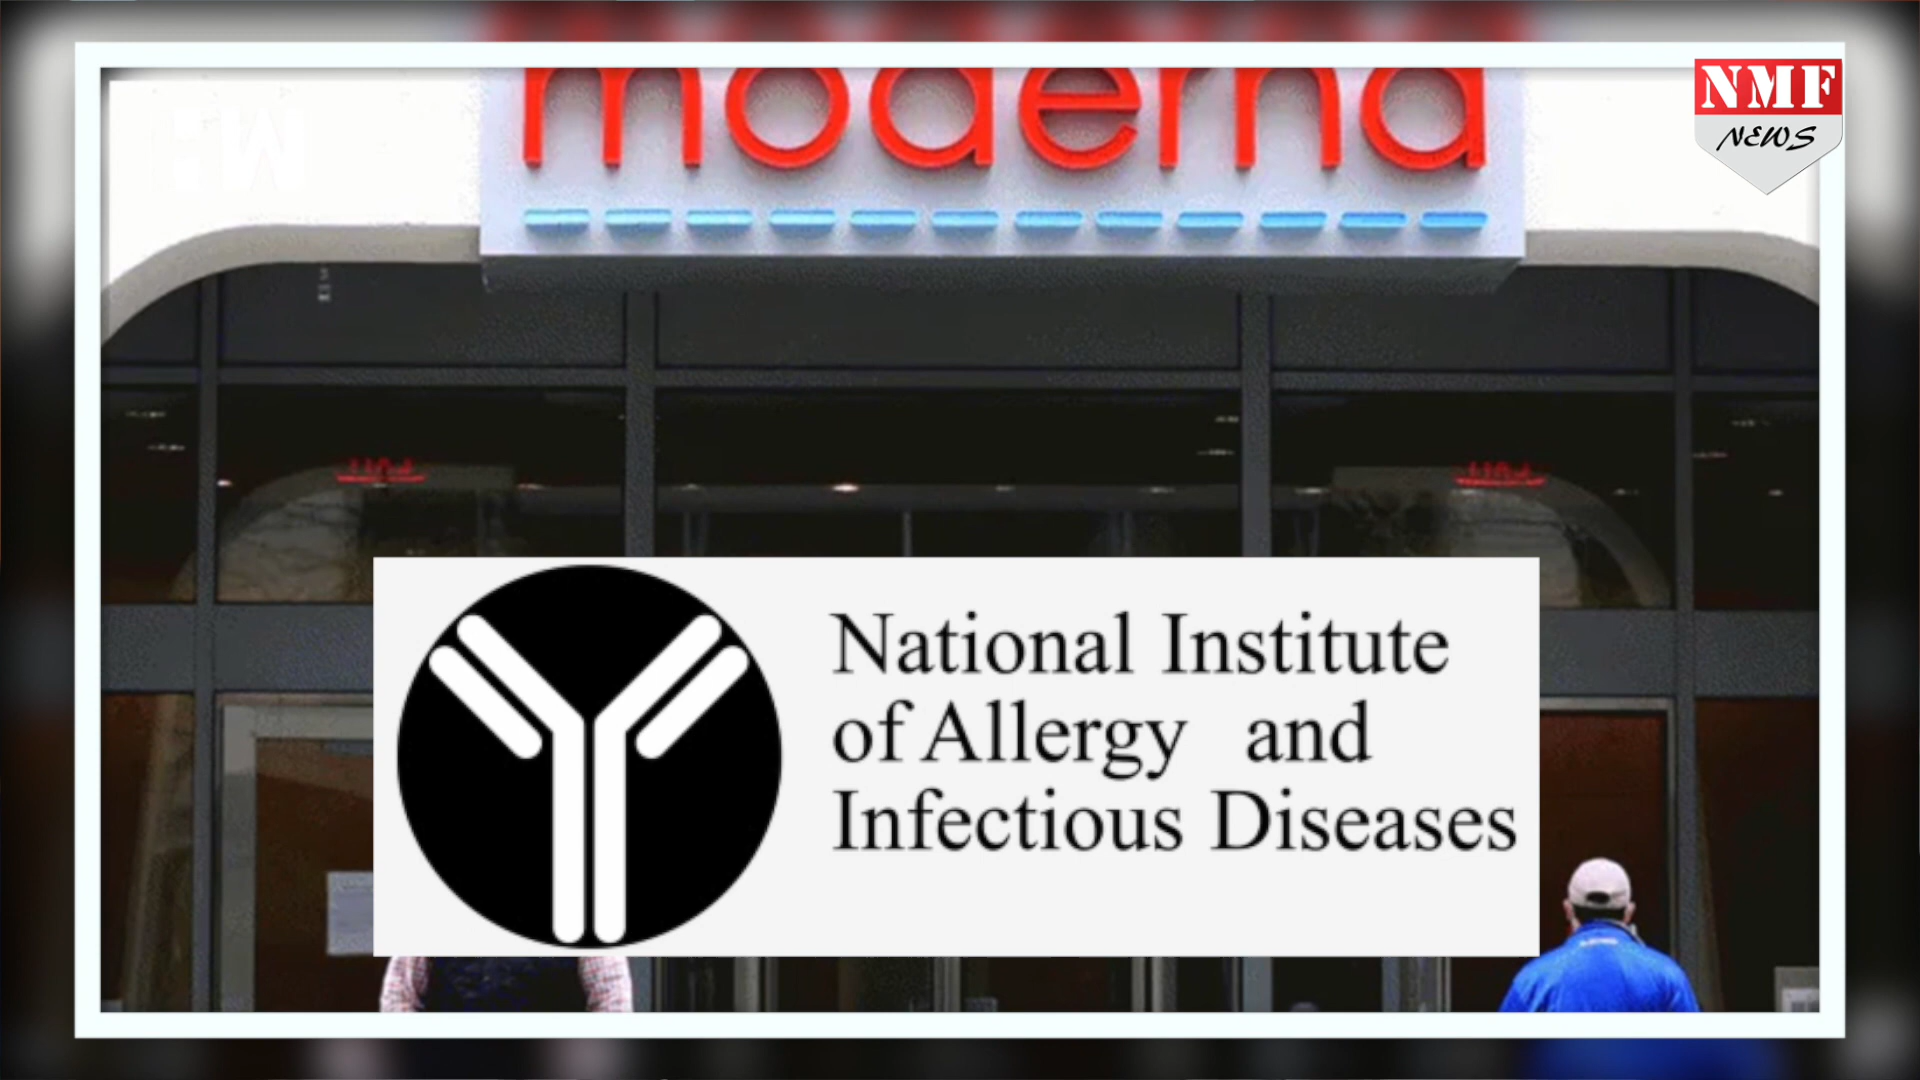 moderna
NMF
NEWS
National Institute
of Allergy and
Infectious Diseases